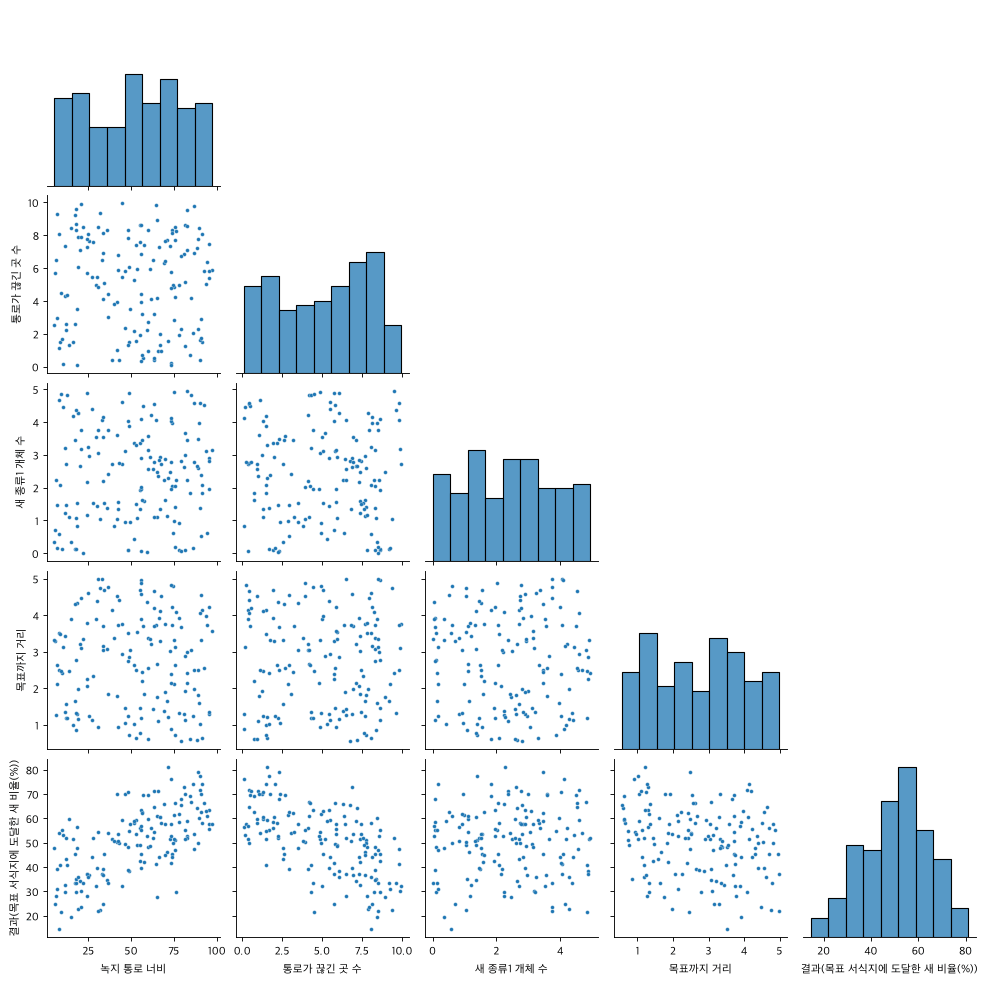 10
8
6
4
2
0
통로가 끊긴 곳 수
5
4
3
2
1
0
새 종류1 개체 수
5
4
3
2
1
목표까지 거리
80
70
60
50
40
30
20
결과(목표 서식지에 도달한 새 비율(%))
25 50 75 100
0.0 2.5 5.0 7.5 10.0
0 2 4
1 2 3 4 5
20 40 60 80
녹지 통로 너비
통로가 끊긴 곳 수
새 종류1 개체 수
목표까지 거리
결과(목표 서식지에 도달한 새 비율(%))